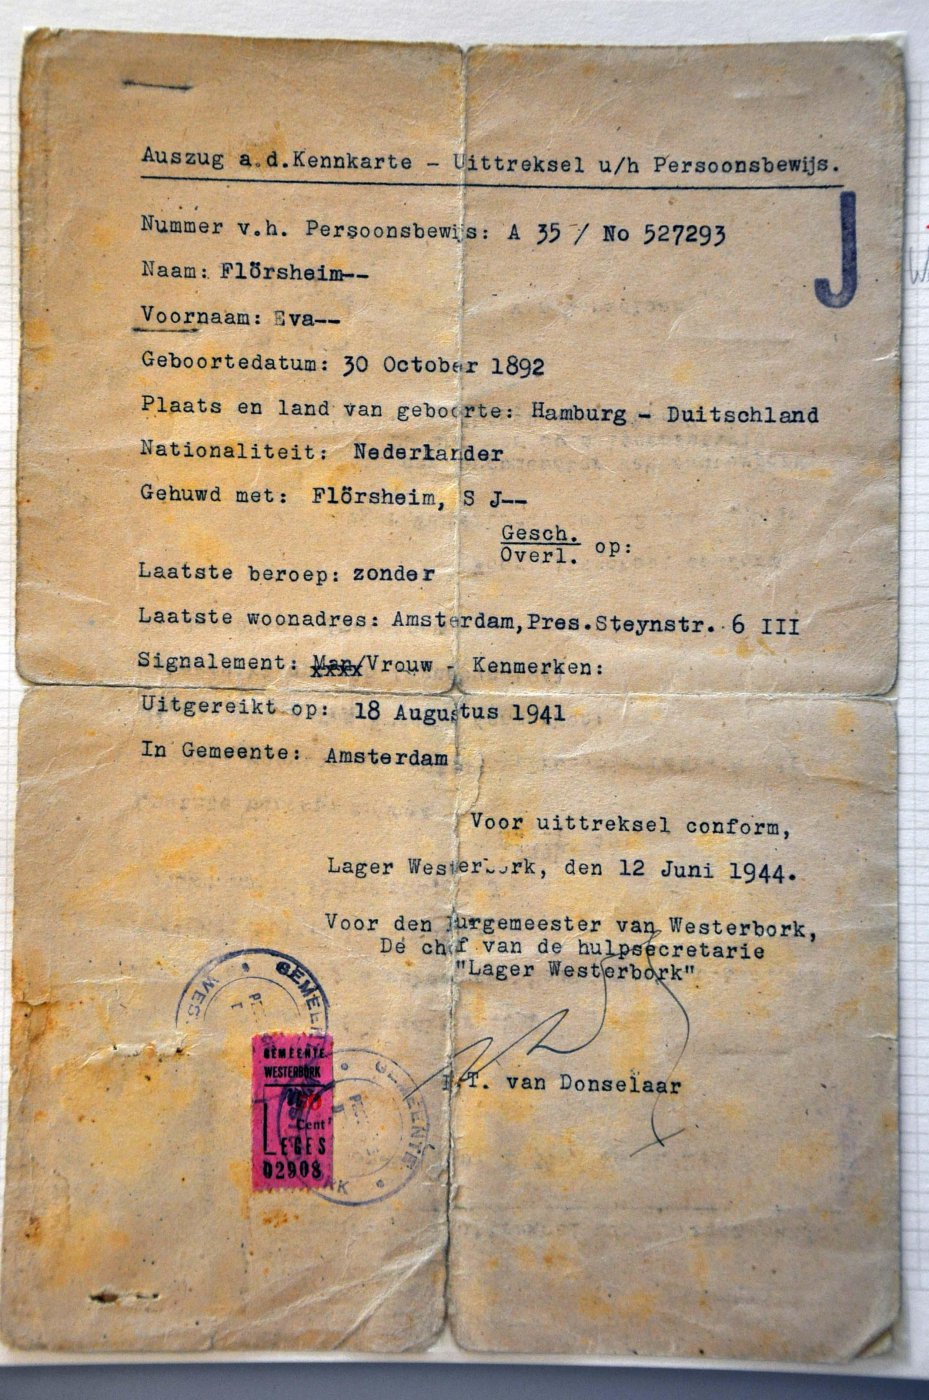 Auszug a.d.Kennkarte - Uittreksel u/h Persoonsbewijs.
J
Nummer v.h. Persoonsbewijs: A 35 / No 527293
Naam: Flörsheim--
Voornaam: Eva--
Geboortedatum: 30 October 1892
Plaats en land van geboorte: Hamburg - Duitschland
Nationaliteit: Nederlander
Gehuwd met: Flörsheim, S J--
Gesch.
Overl. op:
Laatste beroep: zonder
Laatste woonadres: Amsterdam,Pres.Steynstr. 6 III
Signalement: Man/Vrouw - Kenmerken:
Uitgereikt op: 18 Augustus 1941
In Gemeente: Amsterdam
Voor uittreksel conform,
Lager Westerbork, den 12 Juni 1944.
Voor den Burgemeester van Westerbork,
De chef van de hulpsecretarie
"Lager Westerbork"
T. van Donselaar
GEMEENTE
WESTERBORK
Cent
LEGES
02908
GEMEENTE